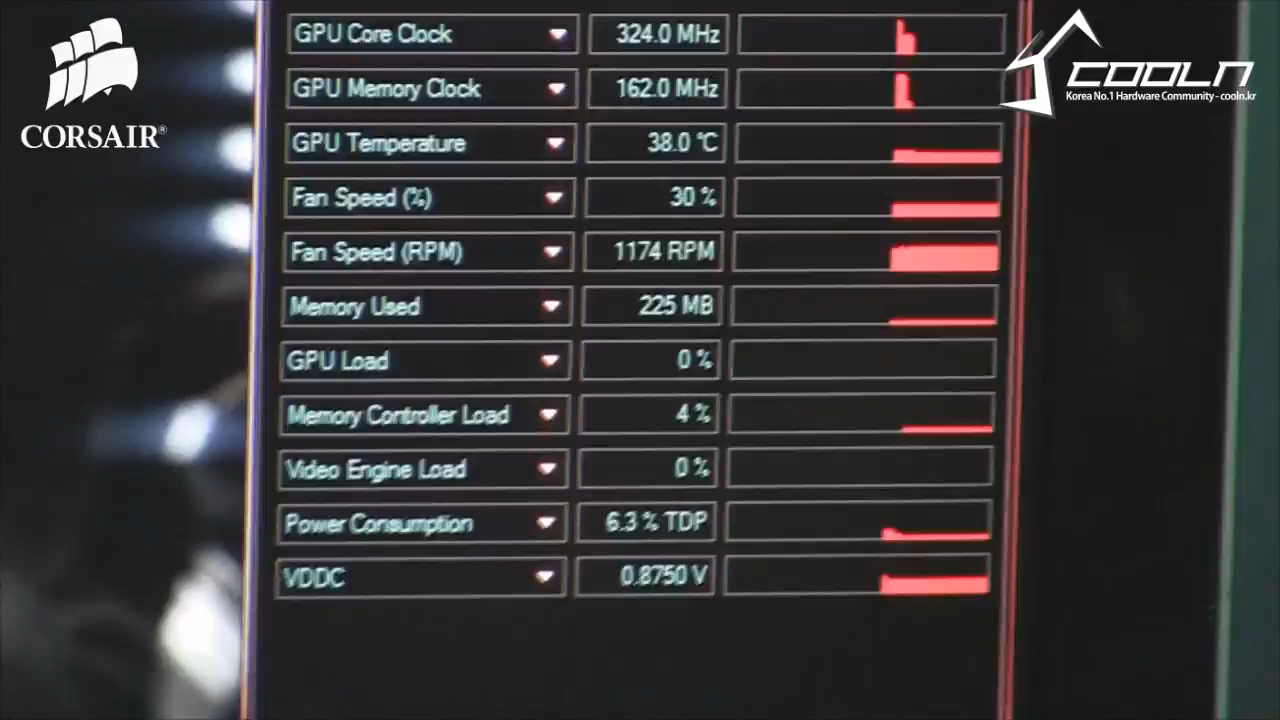 CORSAIR®
COOLN
Korea No.1 Hardware Community - cooln.kr
GPU Core Clock 324.0 MHz
GPU Memory Clock 162.0 MHz
GPU Temperature 38.0 °C
Fan Speed (%) 30 %
Fan Speed (RPM) 1174 RPM
Memory Used 225 MB
GPU Load 0 %
Memory Controller Load 4 %
Video Engine Load 0 %
Power Consumption 6.3 % TDP
VDDC 0.8750 V